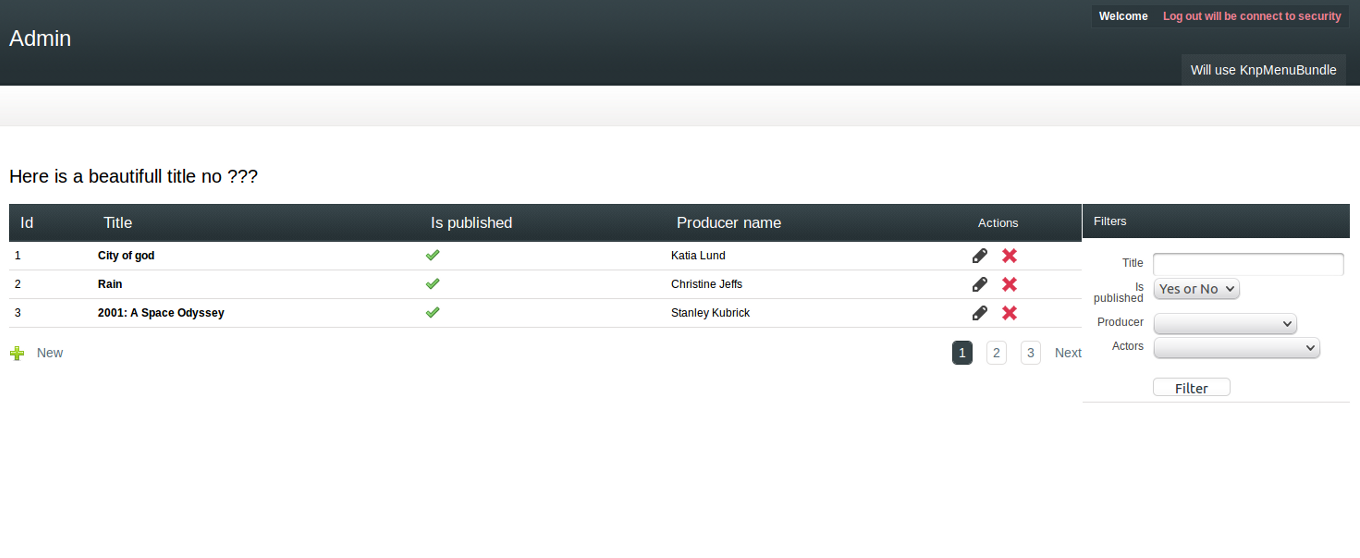 Welcome Log out will be connect to security
Admin
Will use KnpMenuBundle
Here is a beautifull title no ???
Id Title Is published Producer name Actions
1 City of god Katia Lund
2 Rain Christine Jeffs
3 2001: A Space Odyssey Stanley Kubrick
New 1 2 3 Next
Filters
Title
Is
published Yes or No
Producer
Actors
Filter